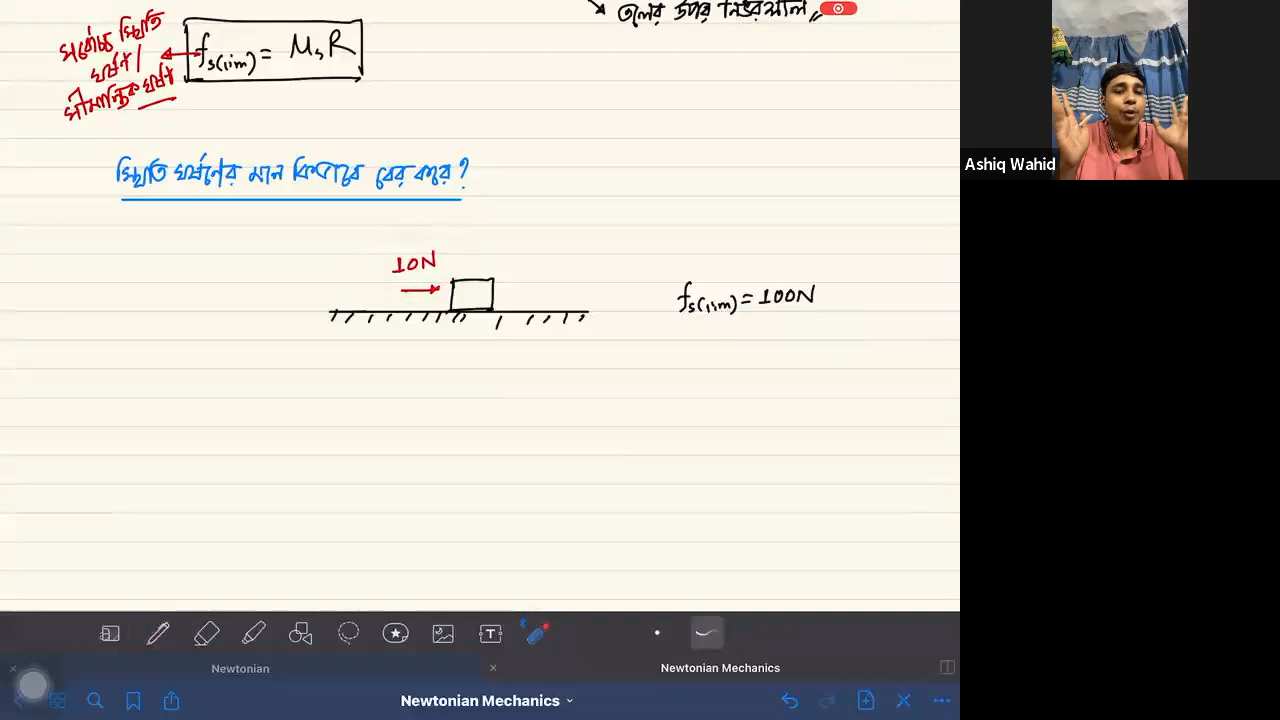 তলের উপর নির্ভরশীল,,
সর্বোচ্চ স্থিতি
ঘর্ষণ/
সীমান্তিক ঘর্ষণ
fs(lim) = μsR
স্থিতি ঘর্ষণের মান কিভাবে বের করে?
10N
fs(lim) = 100N
Ashiq Wahid
Newtonian
Newtonian Mechanics
Newtonian Mechanics